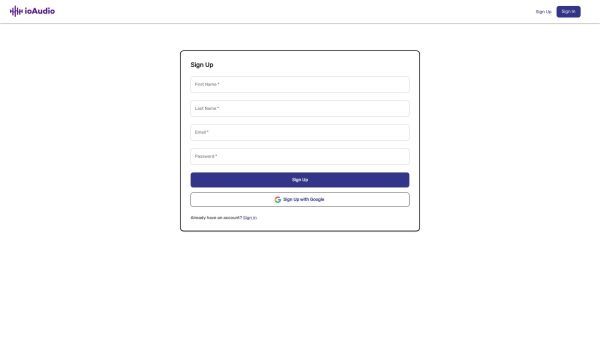 ioAudio
Sign Up
Sign In
Sign Up
First Name *
Last Name *
Email *
Password *
Sign Up
Sign Up with Google
Already have an account? Sign In